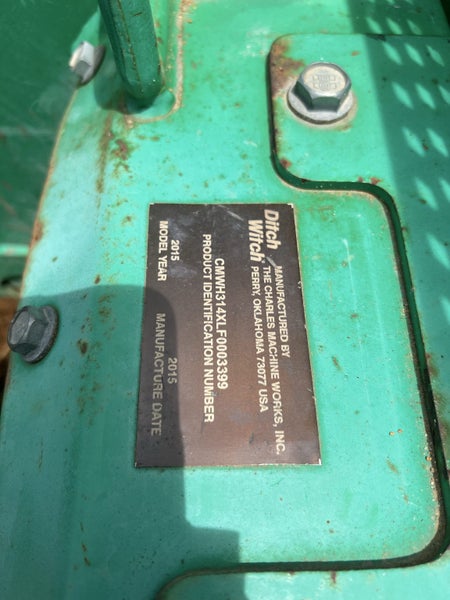 Ditch
Witch
MANUFACTURED BY
THE CHARLES MACHINE WORKS, INC.
PERRY, OKLAHOMA 73077 USA
CMWH314XLF0003399
PRODUCT IDENTIFICATION NUMBER
2015 2015
MODEL YEAR MANUFACTURE DATE